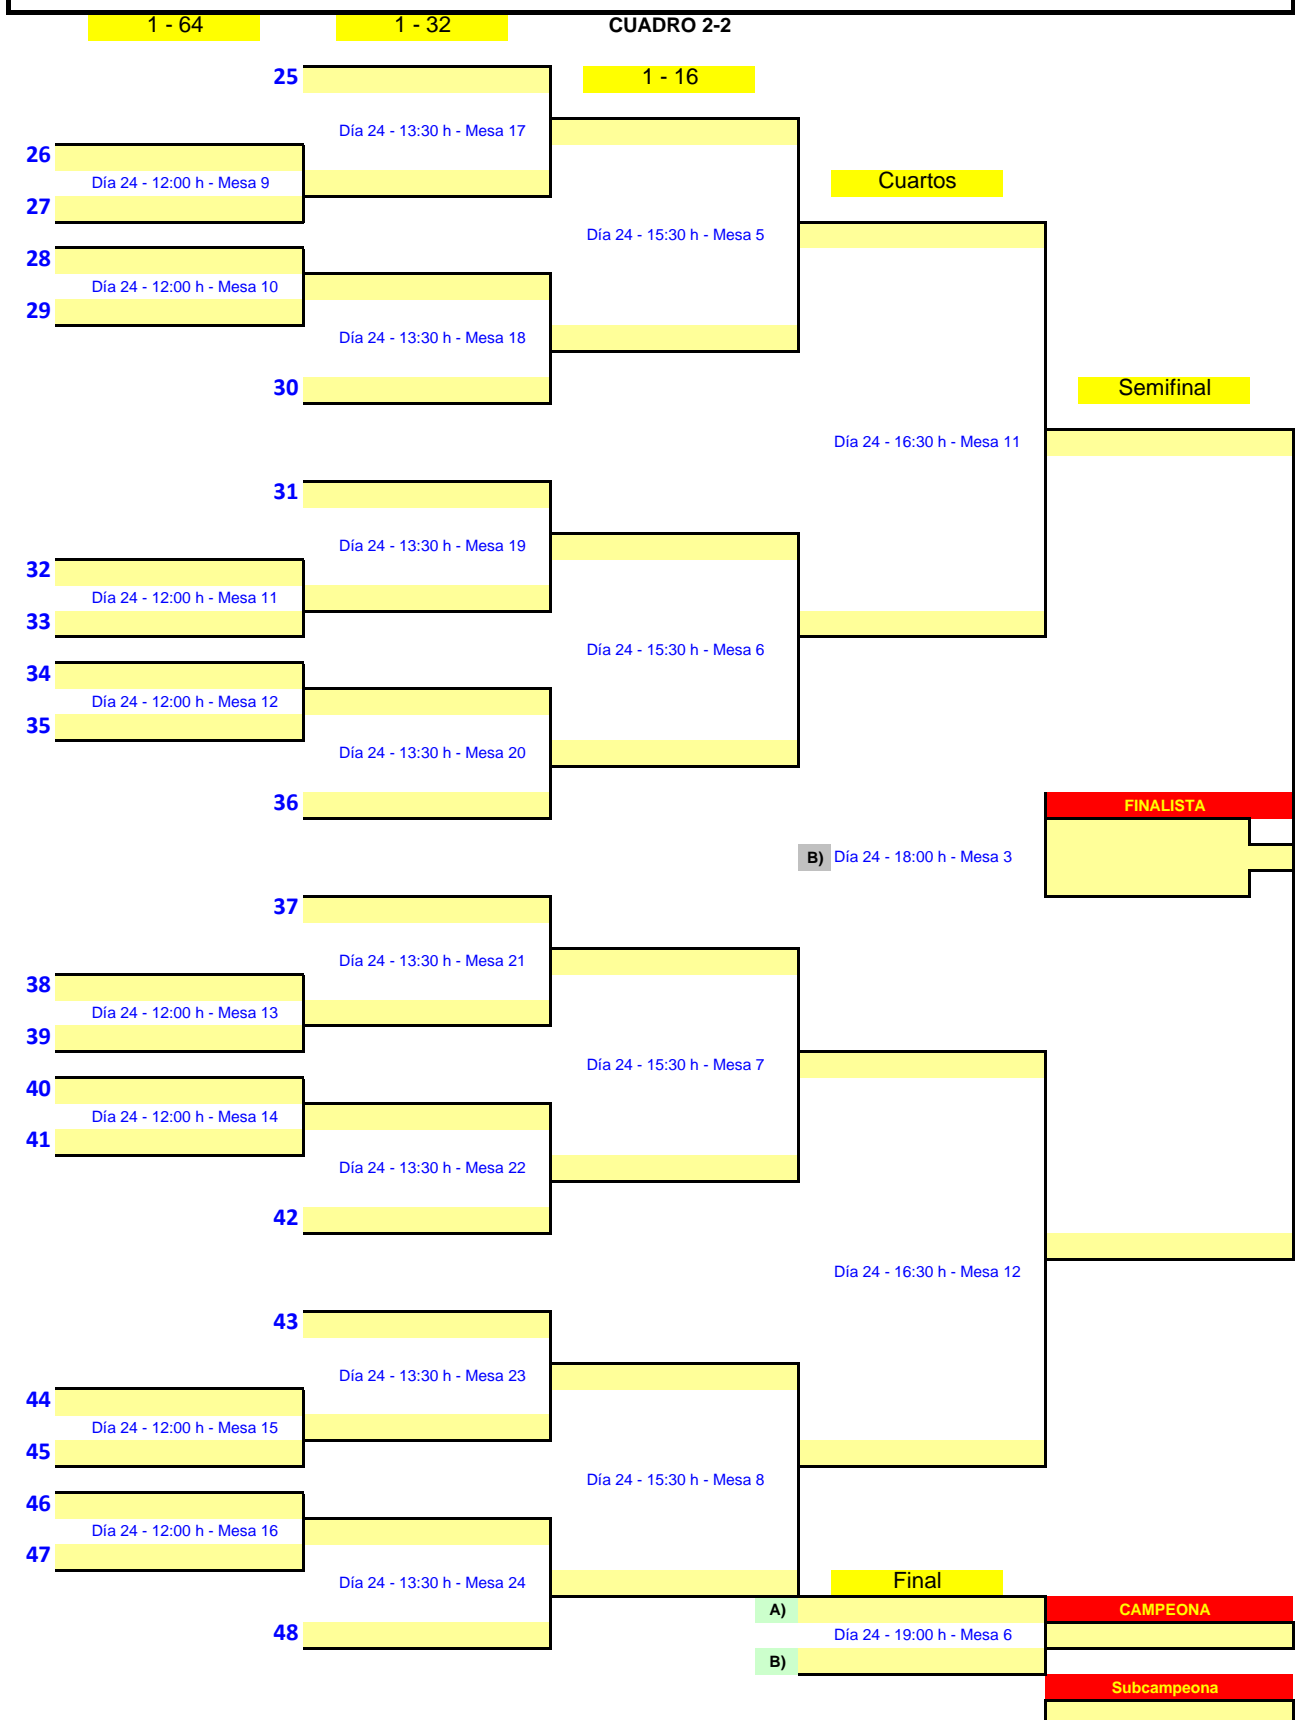 1 - 64
1 - 32
CUADRO 2-2
25
1 - 16
Día 24 - 13:30 h - Mesa 17
26
Día 24 - 12:00 h - Mesa 9
Cuartos
27
Día 24 - 15:30 h - Mesa 5
28
Día 24 - 12:00 h - Mesa 10
29
Día 24 - 13:30 h - Mesa 18
30
Semifinal
Día 24 - 16:30 h - Mesa 11
31
Día 24 - 13:30 h - Mesa 19
32
Día 24 - 12:00 h - Mesa 11
33
Día 24 - 15:30 h - Mesa 6
34
Día 24 - 12:00 h - Mesa 12
35
Día 24 - 13:30 h - Mesa 20
36
FINALISTA
B) Día 24 - 18:00 h - Mesa 3
37
Día 24 - 13:30 h - Mesa 21
38
Día 24 - 12:00 h - Mesa 13
39
Día 24 - 15:30 h - Mesa 7
40
Día 24 - 12:00 h - Mesa 14
41
Día 24 - 13:30 h - Mesa 22
42
Día 24 - 16:30 h - Mesa 12
43
Día 24 - 13:30 h - Mesa 23
44
Día 24 - 12:00 h - Mesa 15
45
Día 24 - 15:30 h - Mesa 8
46
Día 24 - 12:00 h - Mesa 16
47
Día 24 - 13:30 h - Mesa 24
Final
A)
CAMPEONA
48
Día 24 - 19:00 h - Mesa 6
B)
Subcampeona